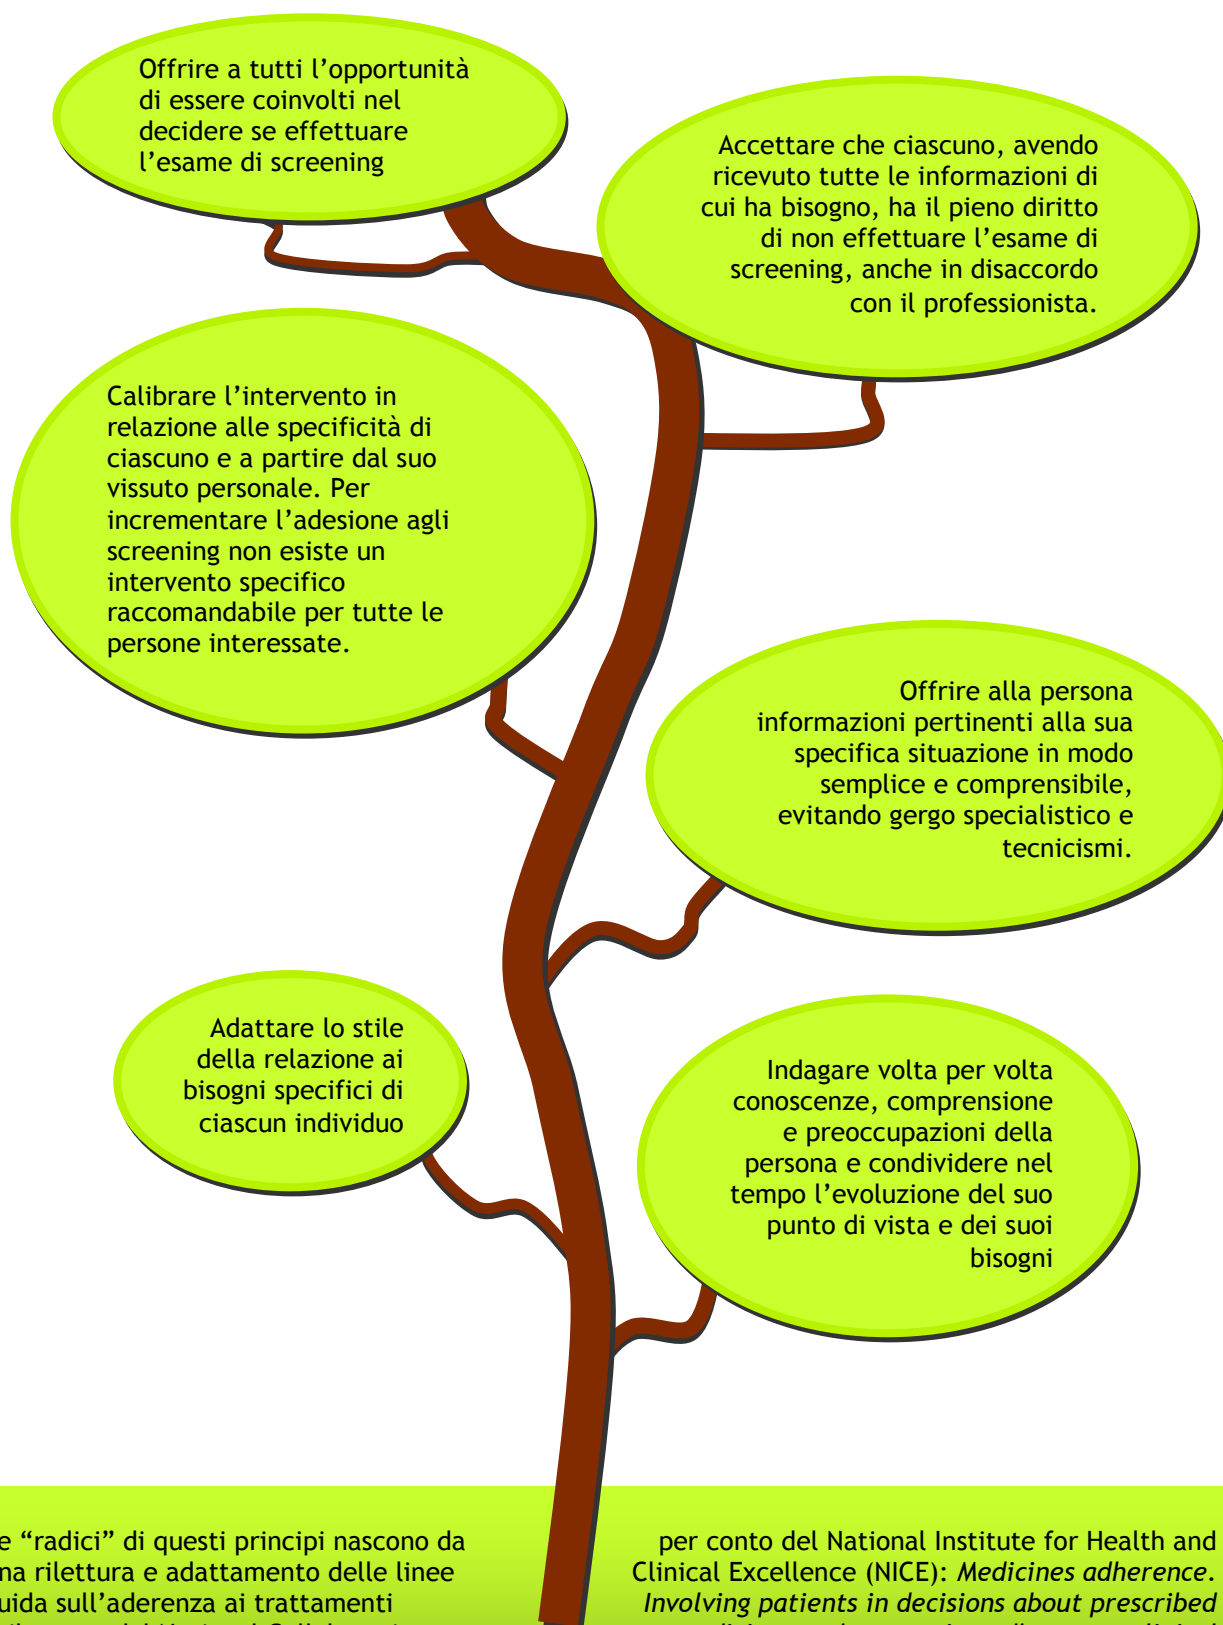 Offrire a tutti l’opportunità
di essere coinvolti nel
decidere se effettuare
l’esame di screening
Accettare che ciascuno, avendo
ricevuto tutte le informazioni di
cui ha bisogno, ha il pieno diritto
di non effettuare l’esame di
screening, anche in disaccordo
con il professionista.
Calibrare l’intervento in
relazione alle specificità di
ciascuno e a partire dal suo
vissuto personale. Per
incrementare l’adesione agli
screening non esiste un
intervento specifico
raccomandabile per tutte le
persone interessate.
Offrire alla persona
informazioni pertinenti alla sua
specifica situazione in modo
semplice e comprensibile,
evitando gergo specialistico e
tecnicismi.
Adattare lo stile
della relazione ai
bisogni specifici di
ciascun individuo
Indagare volta per volta
conoscenze, comprensione
e preoccupazioni della
persona e condividere nel
tempo l’evoluzione del suo
punto di vista e dei suoi
bisogni
e “radici” di questi principi nascono da
na rilettura e adattamento delle linee
uida sull’aderenza ai trattamenti
per conto del National Institute for Health and
Clinical Excellence (NICE): Medicines adherence.
Involving patients in decisions about prescribed